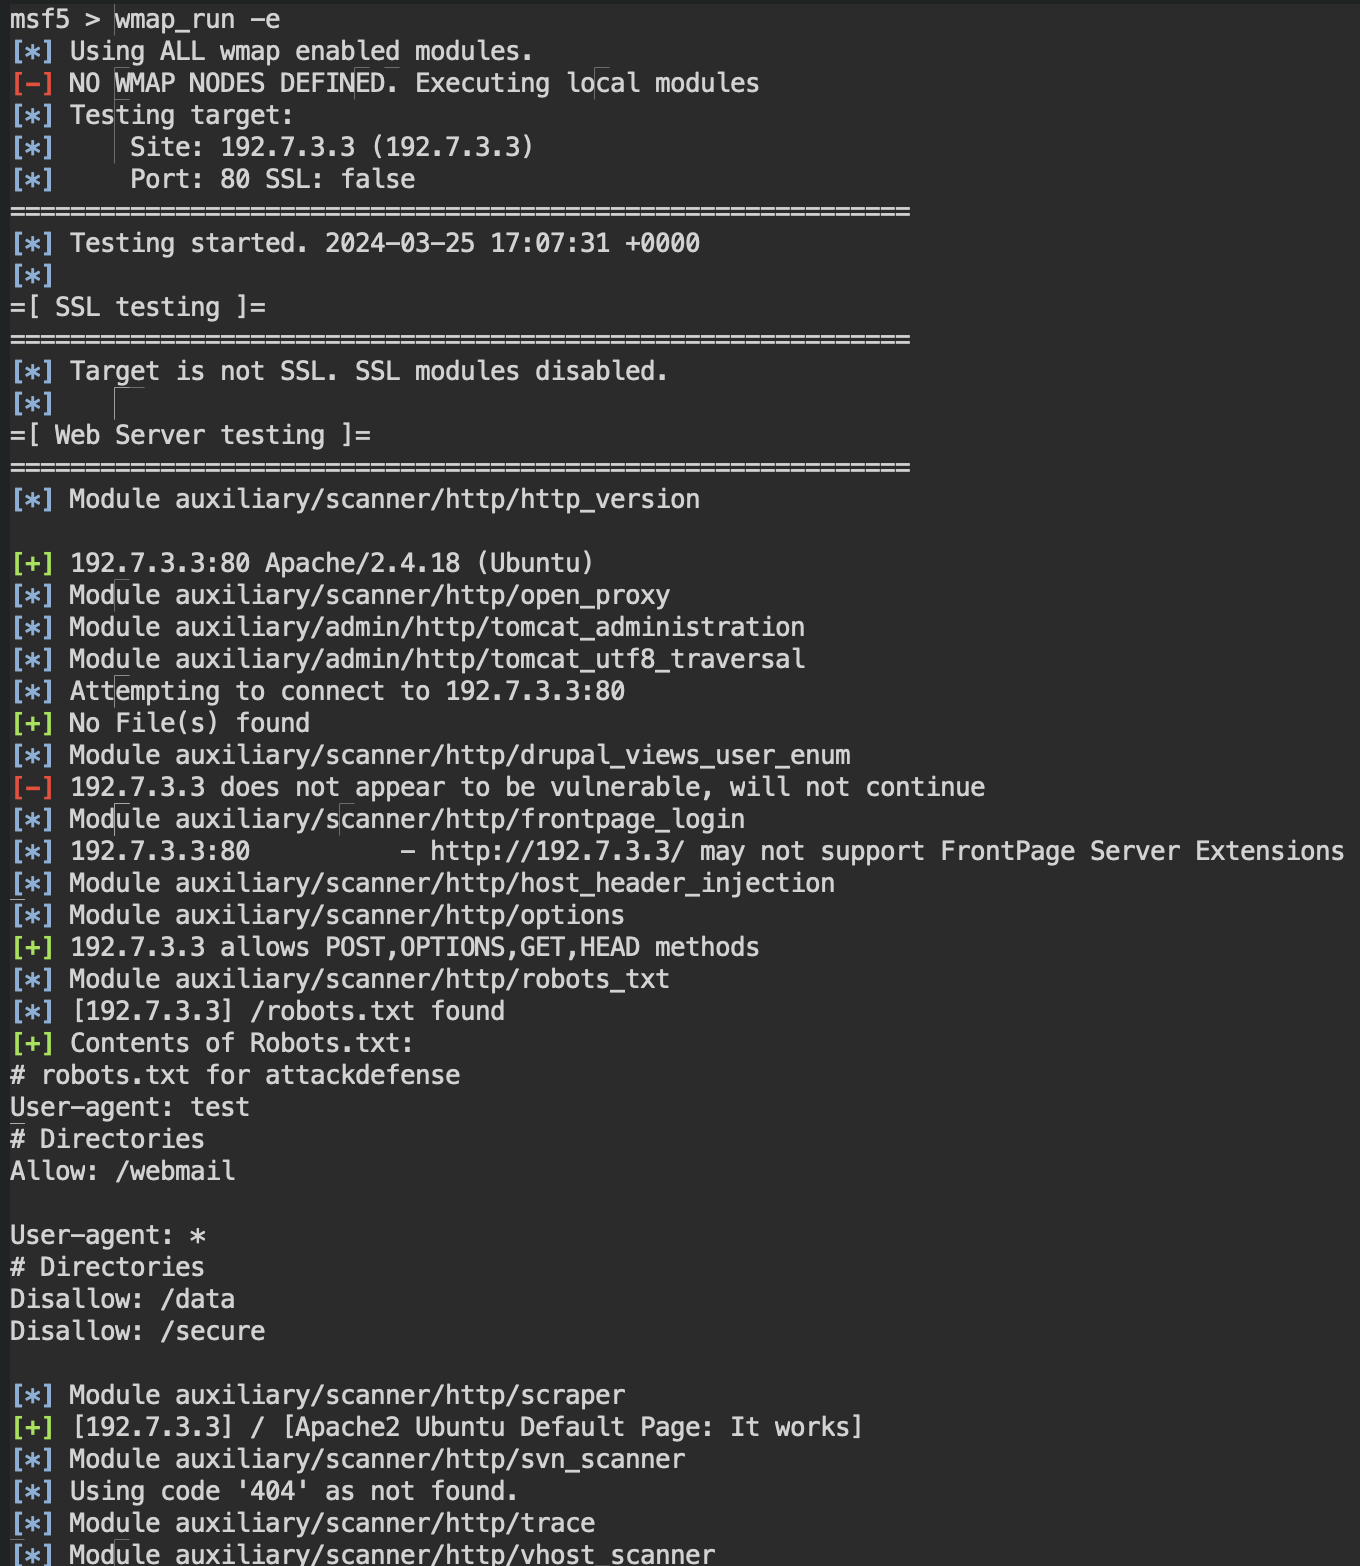 msf5 > wmap_run -e
[*] Using ALL wmap enabled modules.
[-] NO WMAP NODES DEFINED. Executing local modules
[*] Testing target:
[*]     Site: 192.7.3.3 (192.7.3.3)
[*]     Port: 80 SSL: false
============================================================
[*] Testing started. 2024-03-25 17:07:31 +0000
[*]
=[ SSL testing ]=
============================================================
[*] Target is not SSL. SSL modules disabled.
[*]
=[ Web Server testing ]=
============================================================
[*] Module auxiliary/scanner/http/http_version

[+] 192.7.3.3:80 Apache/2.4.18 (Ubuntu)
[*] Module auxiliary/scanner/http/open_proxy
[*] Module auxiliary/admin/http/tomcat_administration
[*] Module auxiliary/admin/http/tomcat_utf8_traversal
[*] Attempting to connect to 192.7.3.3:80
[+] No File(s) found
[*] Module auxiliary/scanner/http/drupal_views_user_enum
[-] 192.7.3.3 does not appear to be vulnerable, will not continue
[*] Module auxiliary/scanner/http/frontpage_login
[*] 192.7.3.3:80          - http://192.7.3.3/ may not support FrontPage Server Extensions
[*] Module auxiliary/scanner/http/host_header_injection
[*] Module auxiliary/scanner/http/options
[+] 192.7.3.3 allows POST,OPTIONS,GET,HEAD methods
[*] Module auxiliary/scanner/http/robots_txt
[*] [192.7.3.3] /robots.txt found
[+] Contents of Robots.txt:
# robots.txt for attackdefense
User-agent: test
# Directories
Allow: /webmail

User-agent: *
# Directories
Disallow: /data
Disallow: /secure

[*] Module auxiliary/scanner/http/scraper
[+] [192.7.3.3] / [Apache2 Ubuntu Default Page: It works]
[*] Module auxiliary/scanner/http/svn_scanner
[*] Using code '404' as not found.
[*] Module auxiliary/scanner/http/trace
[*] Module auxiliary/scanner/http/vhost_scanner